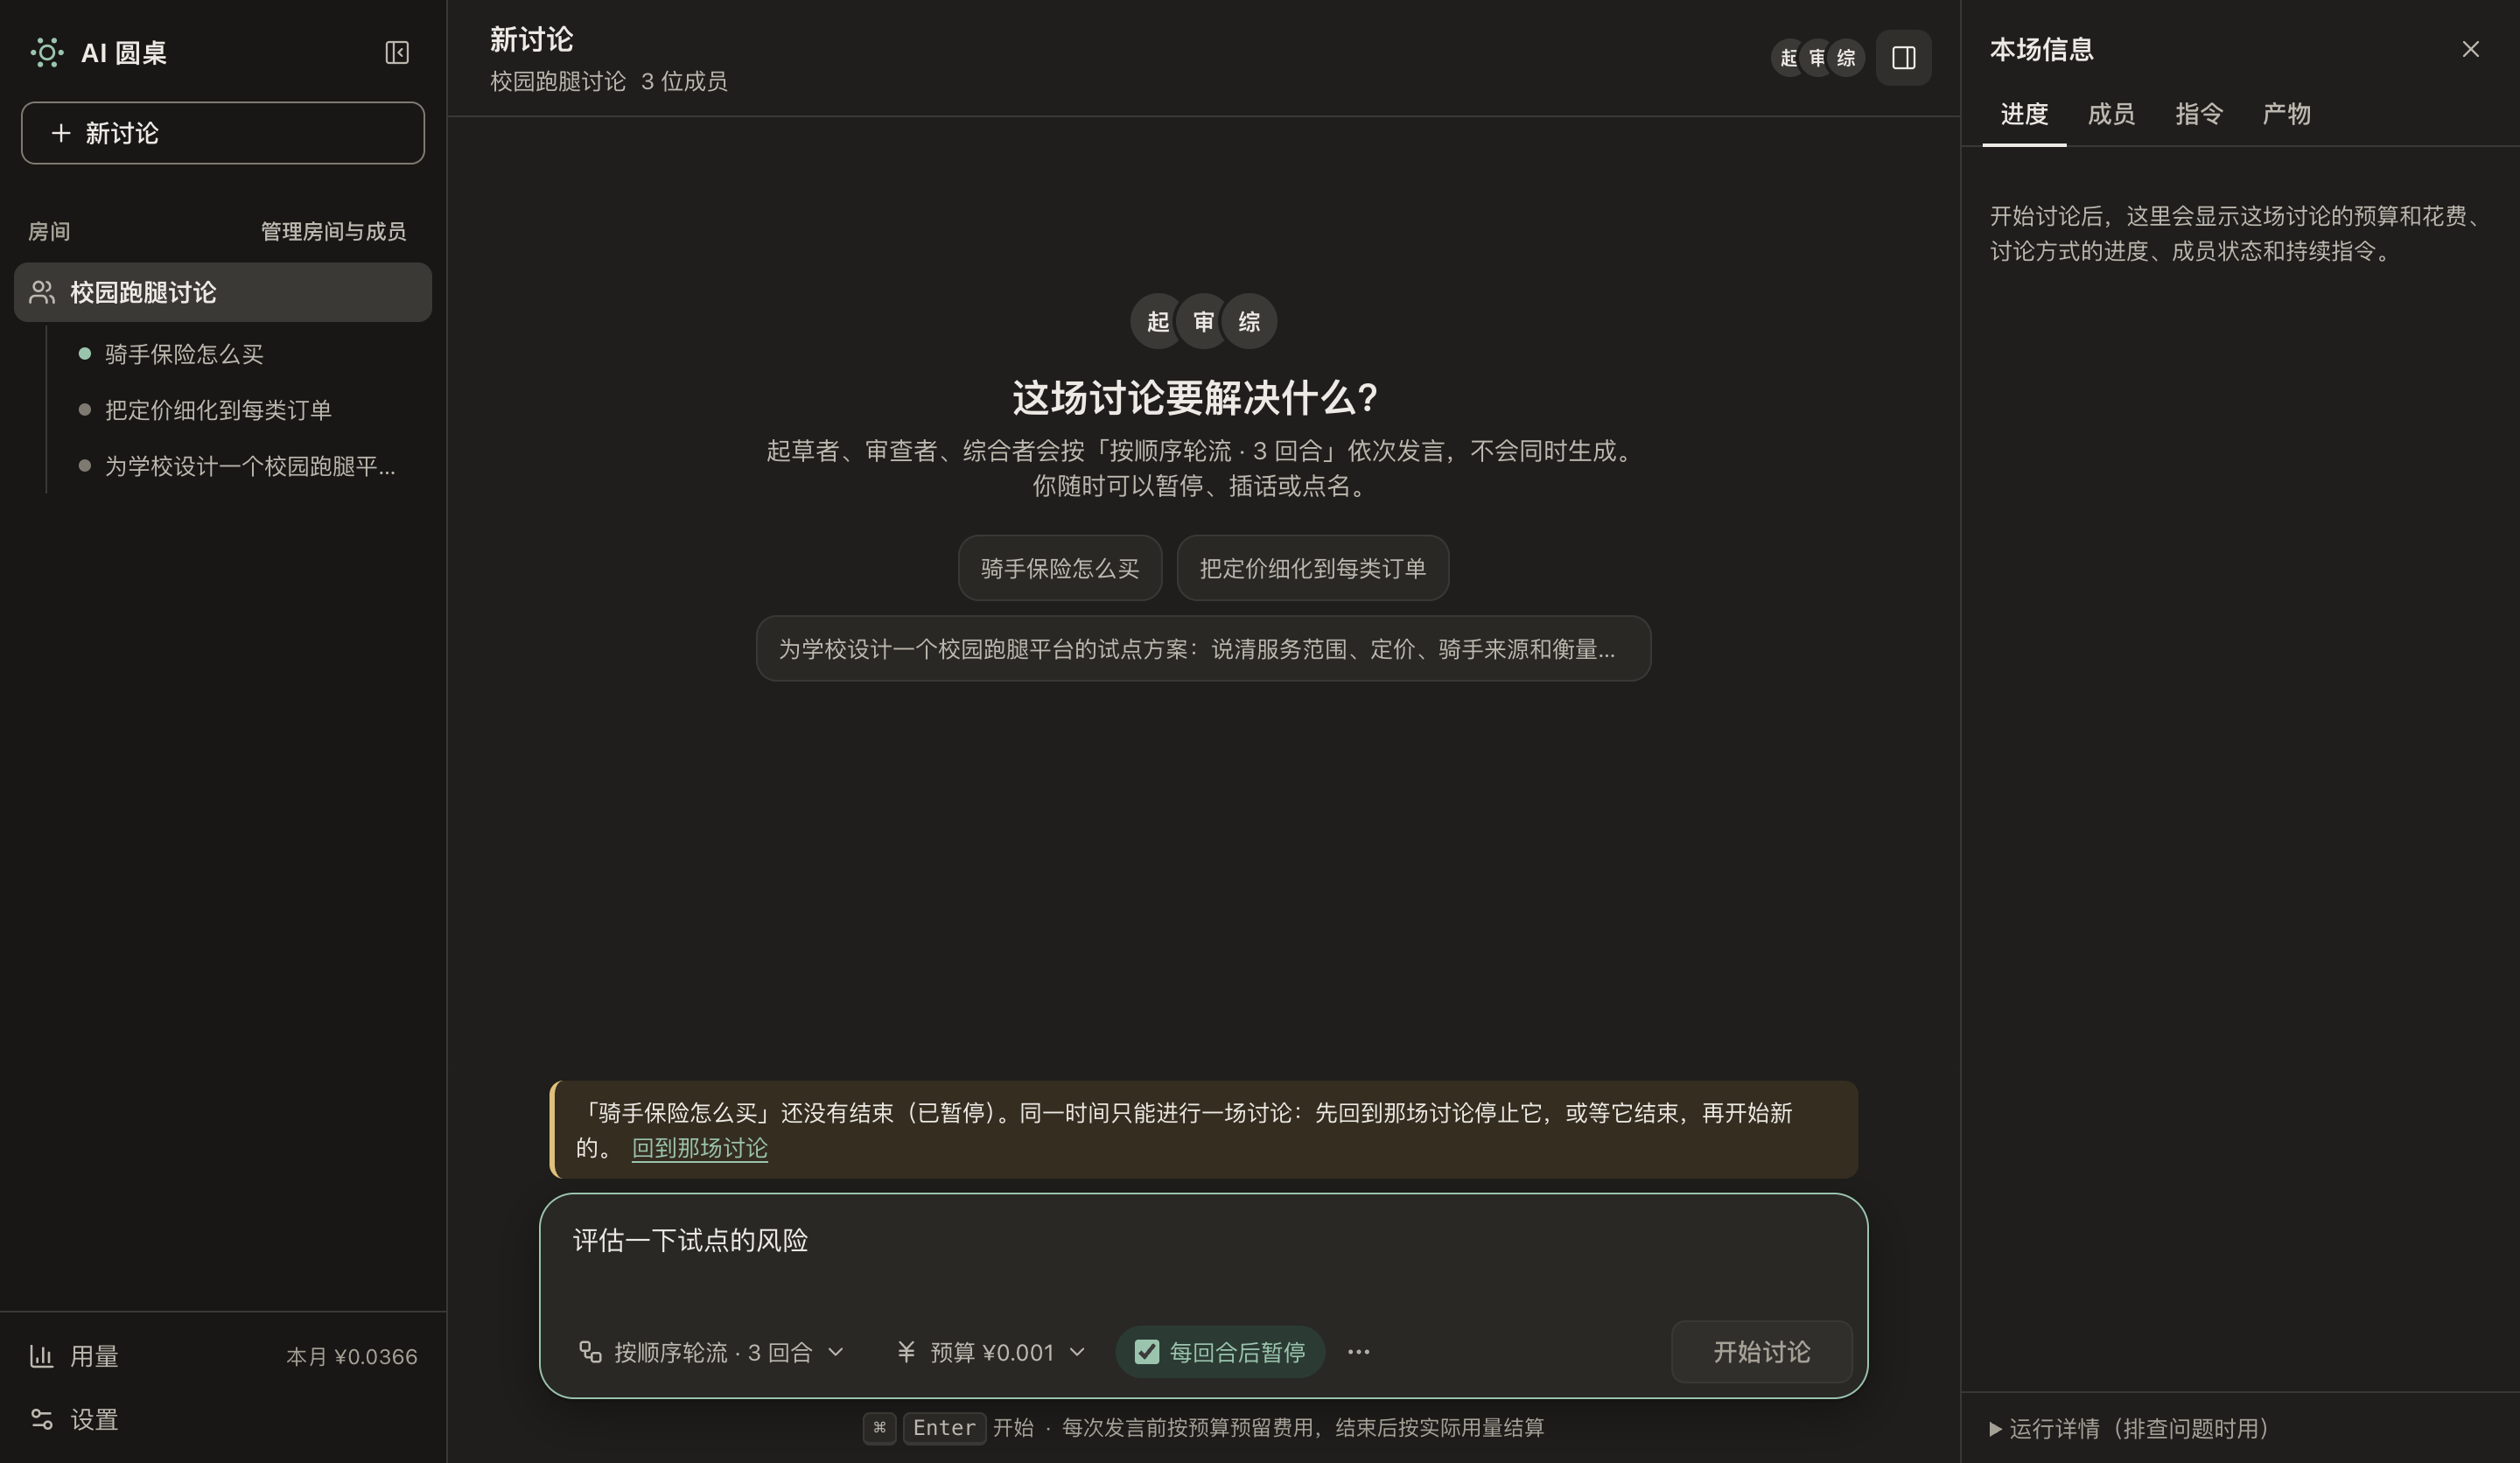 AI 圆桌
新讨论
房间
管理房间与成员
校园跑腿讨论
骑手保险怎么买
把定价细化到每类订单
为学校设计一个校园跑腿平...
用量
本月 ¥0.0366
设置
新讨论
校园跑腿讨论 3 位成员
起 审 综
起 审 综
这场讨论要解决什么?
起草者、审查者、综合者会按「按顺序轮流 · 3 回合」依次发言，不会同时生成。
你随时可以暂停、插话或点名。
骑手保险怎么买
把定价细化到每类订单
为学校设计一个校园跑腿平台的试点方案：说清服务范围、定价、骑手来源和衡量...
「骑手保险怎么买」还没有结束（已暂停）。同一时间只能进行一场讨论：先回到那场讨论停止它，或等它结束，再开始新
的。 回到那场讨论
评估一下试点的风险
按顺序轮流 · 3 回合
¥ 预算 ¥0.001
每回合后暂停
开始讨论
⌘ Enter 开始 · 每次发言前按预算预留费用，结束后按实际用量结算
本场信息
进度 成员 指令 产物
开始讨论后，这里会显示这场讨论的预算和花费、
讨论方式的进度、成员状态和持续指令。
运行详情（排查问题时用）